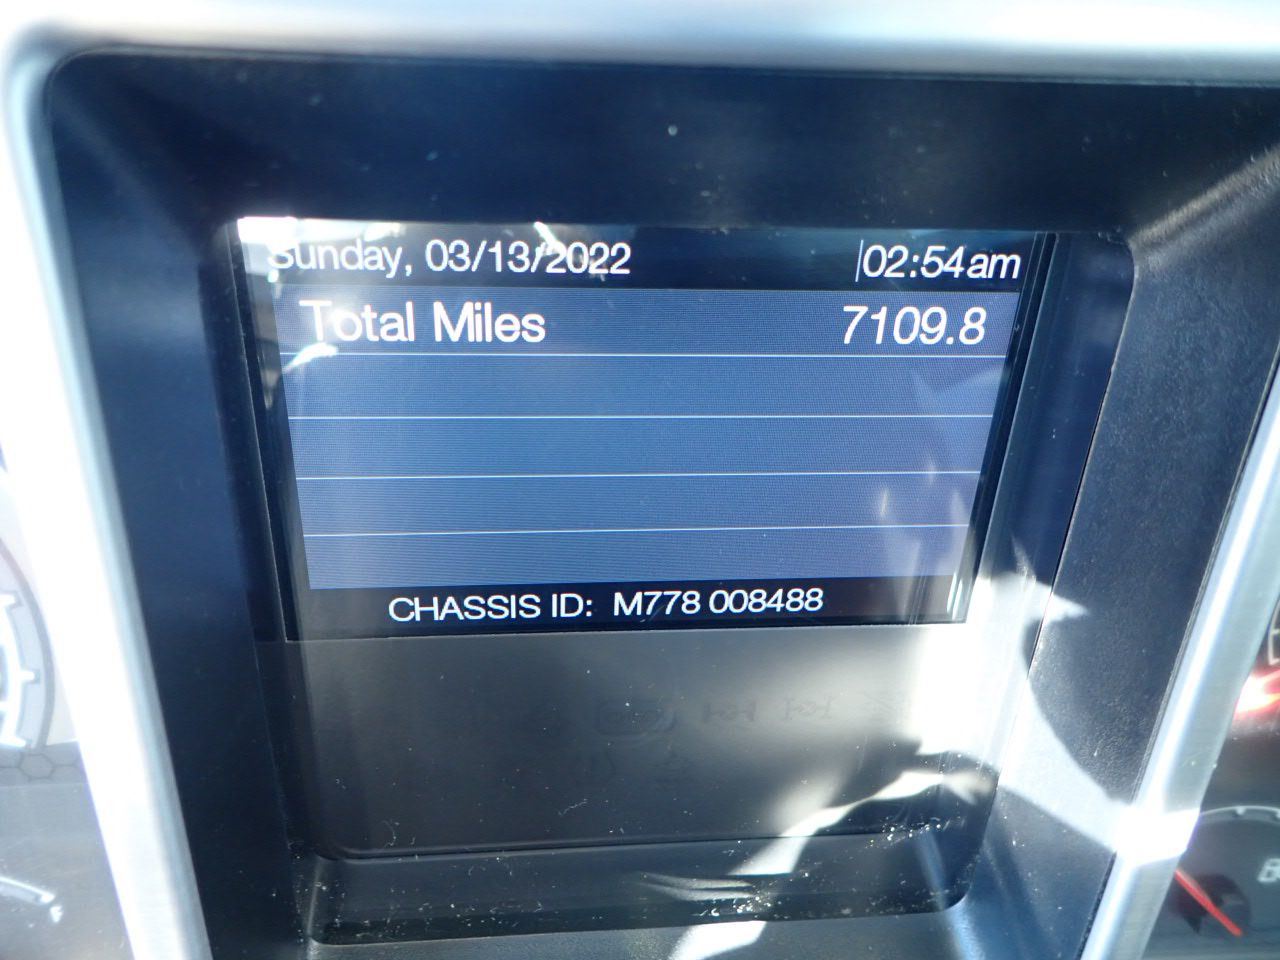 Sunday, 03/13/2022 02:54am
Total Miles 7109.8
CHASSIS ID: M778 008488
F